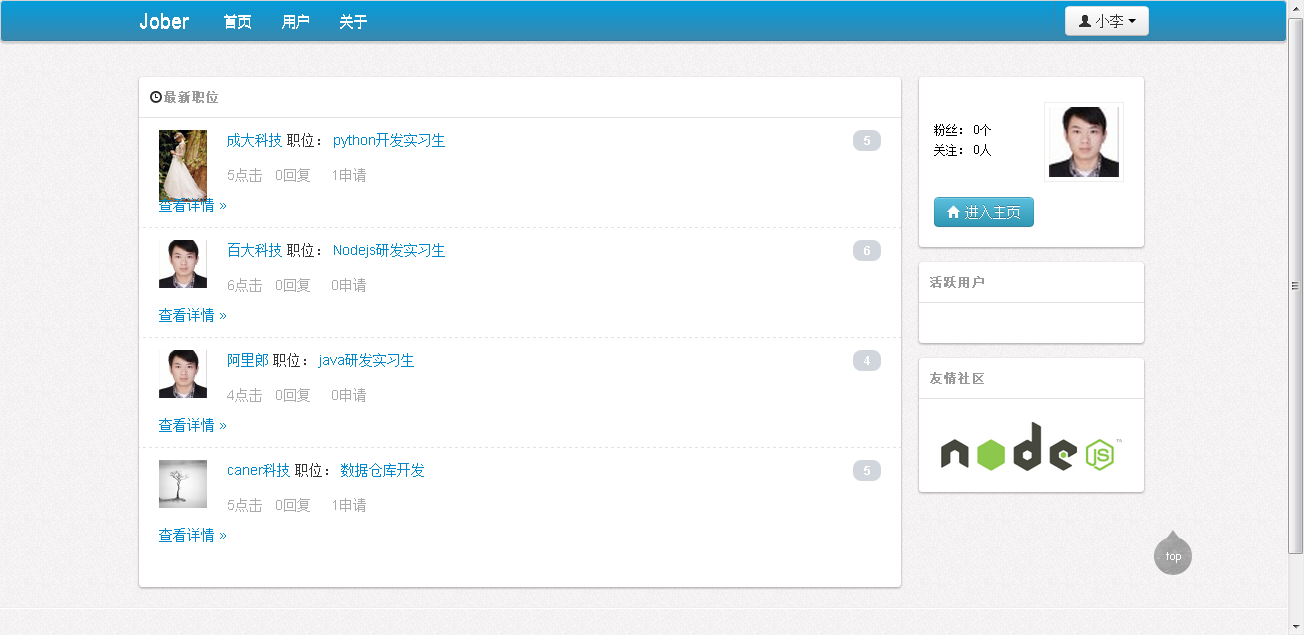 Jober 首页 用户 关于 小李
最新职位
成大科技 职位： python开发实习生 5
5点击 0回复 1申请
查看详情 »
百大科技 职位： Nodejs研发实习生 6
6点击 0回复 0申请
查看详情 »
阿里郎 职位： java研发实习生 4
4点击 0回复 0申请
查看详情 »
caner科技 职位： 数据仓库开发 5
5点击 0回复 1申请
查看详情 »
粉丝： 0个
关注： 0人
进入主页
活跃用户
友情社区
node JS ™
top